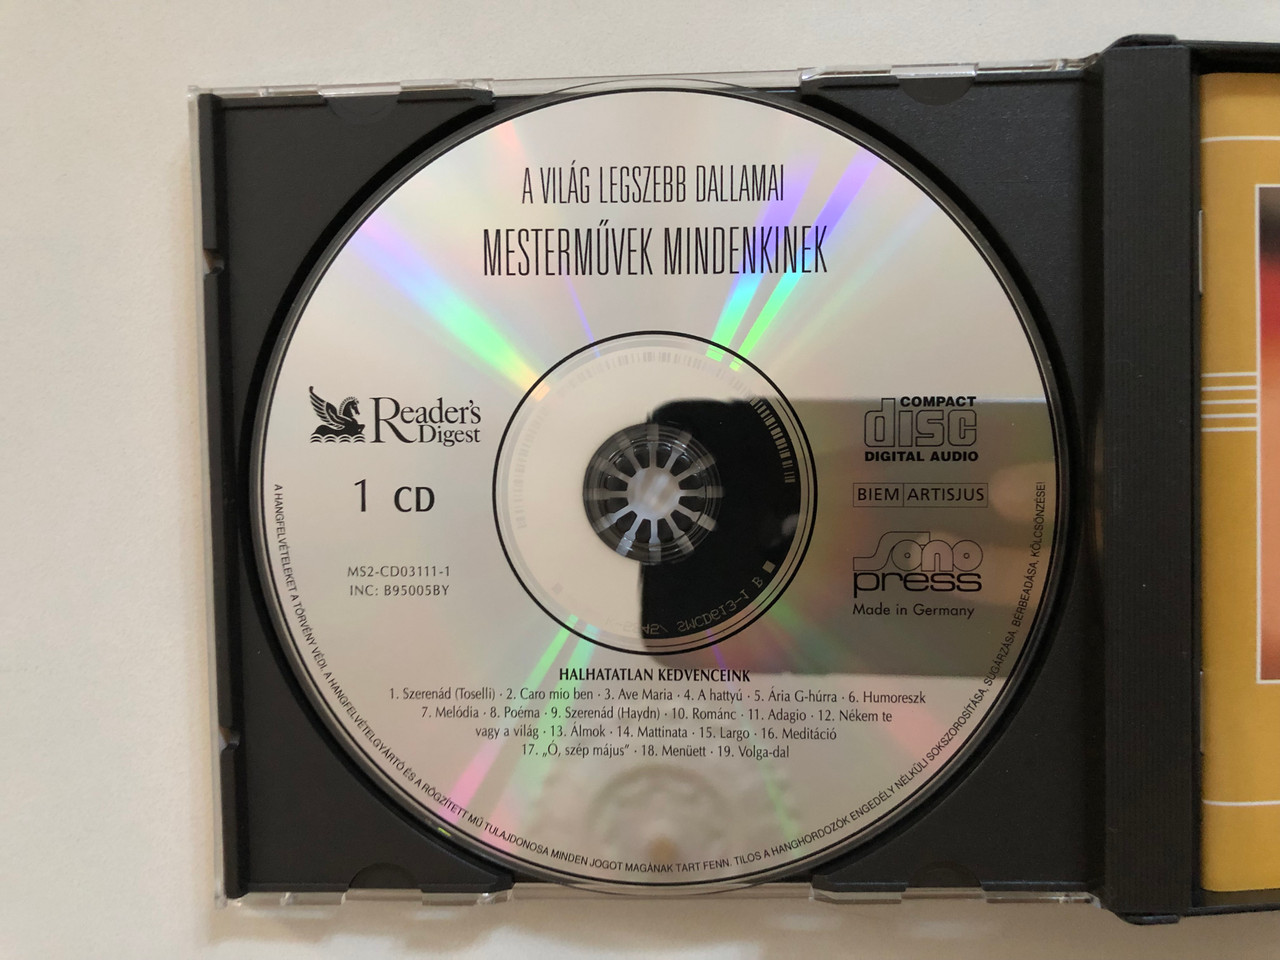 A VILÁG LEGSZEBB DALLAMAI
MESTERMŰVEK MINDENKINEK
Reader's
Digest
COMPACT
disc
DIGITAL AUDIO
1 CD
BIEM ARTISJUS
MS2-CD03111-1
INC: B95005BY
Sono
press
Made in Germany
HALHATATLAN KEDVENCEINK
1. Szerenád (Toselli) · 2. Caro mio ben · 3. Ave Maria · 4. A hattyú · 5. Ária G-húrra · 6. Humoreszk
7. Melódia · 8. Poéma · 9. Szerenád (Haydn) · 10. Románc · 11. Adagio · 12. Nékem te
vagy a világ · 13. Álmok · 14. Mattinata · 15. Largo · 16. Meditáció
17. „Ó, szép május" · 18. Menüett · 19. Volga-dal
A HANGFELVÉTELEKET A TÖRVÉNY VÉDI. A HANGFELVÉTELGYÁRTÓ ÉS A RÖGZÍTETT MŰ TULAJDONOSA MINDEN JOGOT MAGÁNAK TART FENN. TILOS A HANGHORDOZÓK ENGEDÉLY NÉLKÜLI SOKSZOROSÍTÁSA, SUGÁRZÁSA, BÉRBEADÁSA, KÖLCSÖNZÉSE!